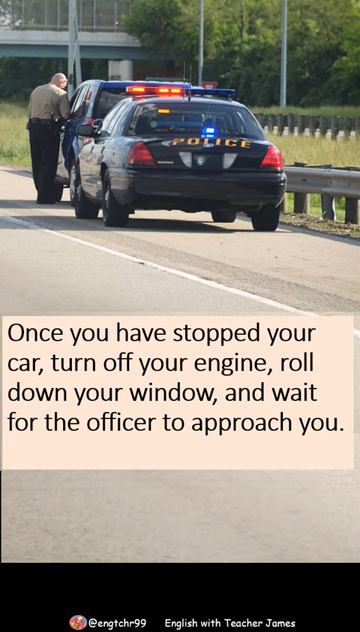 POLICE
Once you have stopped your
car, turn off your engine, roll
down your window, and wait
for the officer to approach you.
@engtchr99 English with Teacher James